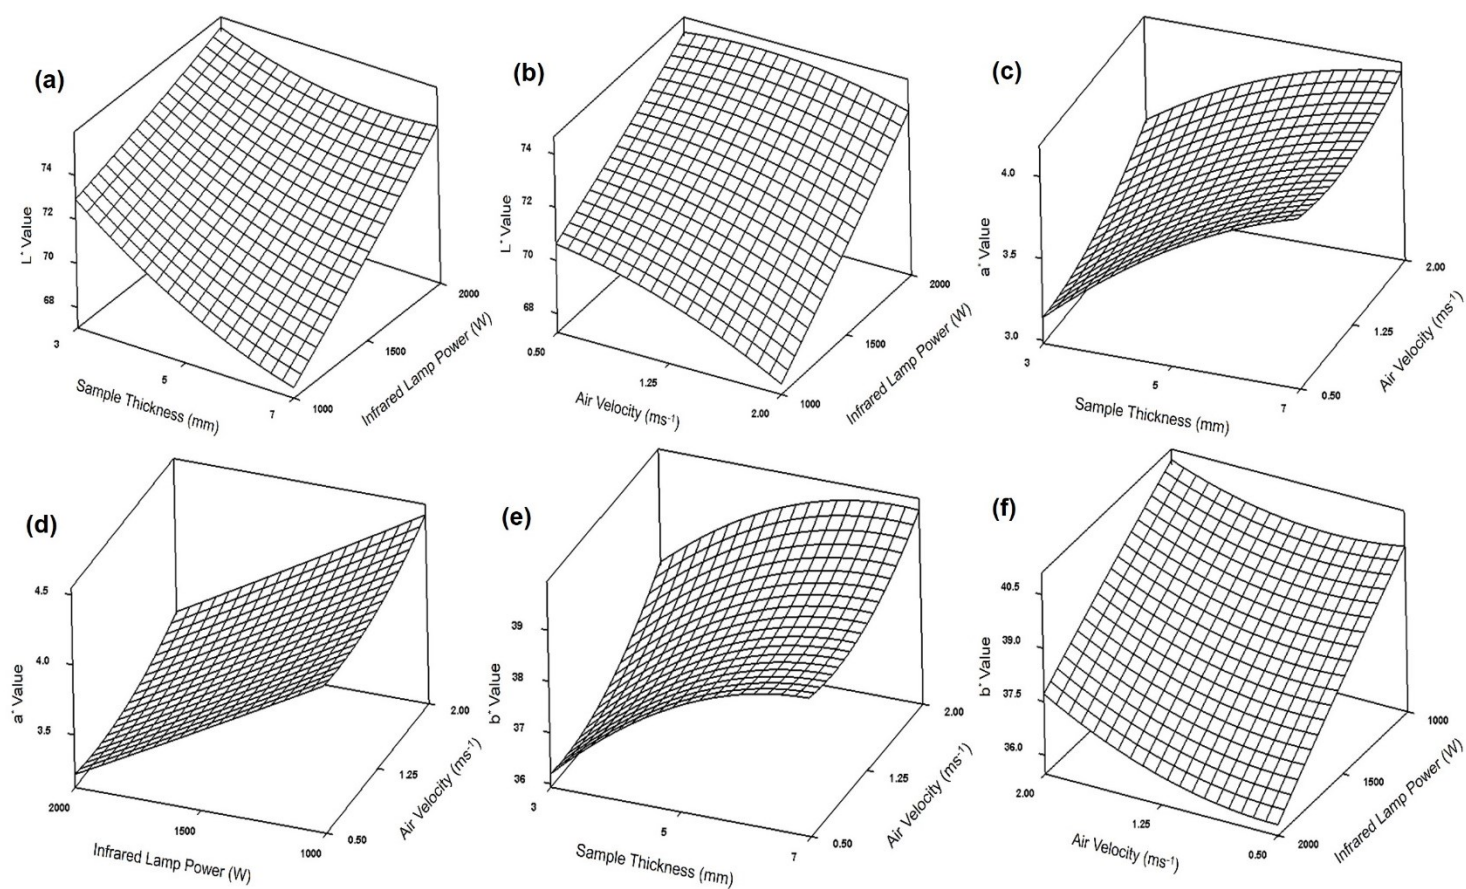 (a)
74
72
70
68
L* Value
3
5
7
Sample Thickness (mm)
1000
1500
2000
Infrared Lamp Power (W)
(b)
74
72
70
68
L* Value
0.50
1.25
2.00
Air Velocity (ms-1)
1000
1500
2000
Infrared Lamp Power (W)
(c)
4.0
3.5
3.0
a* Value
3
5
7
Sample Thickness (mm)
0.50
1.25
2.00
Air Velocity (ms-1)
(d)
4.5
4.0
3.5
a* Value
2000
1500
1000
Infrared Lamp Power (W)
0.50
1.25
2.00
Air Velocity (ms-1)
(e)
39
38
37
36
b* Value
3
5
7
Sample Thickness (mm)
0.50
1.25
2.00
Air Velocity (ms-1)
(f)
40.5
39.0
37.5
36.0
b* Value
2.00
1.25
0.50
Air Velocity (ms-1)
2000
1500
1000
Infrared Lamp Power (W)